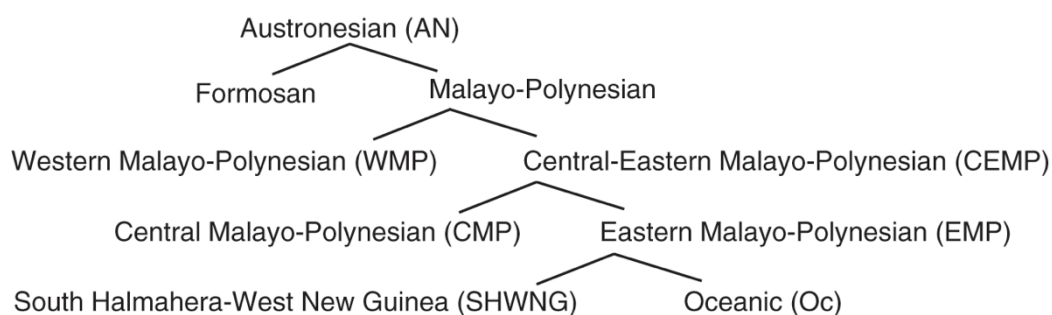 Austronesian (AN)
Formosan Malayo-Polynesian
Western Malayo-Polynesian (WMP) Central-Eastern Malayo-Polynesian (CEMP)
Central Malayo-Polynesian (CMP) Eastern Malayo-Polynesian (EMP)
South Halmahera-West New Guinea (SHWNG) Oceanic (Oc)